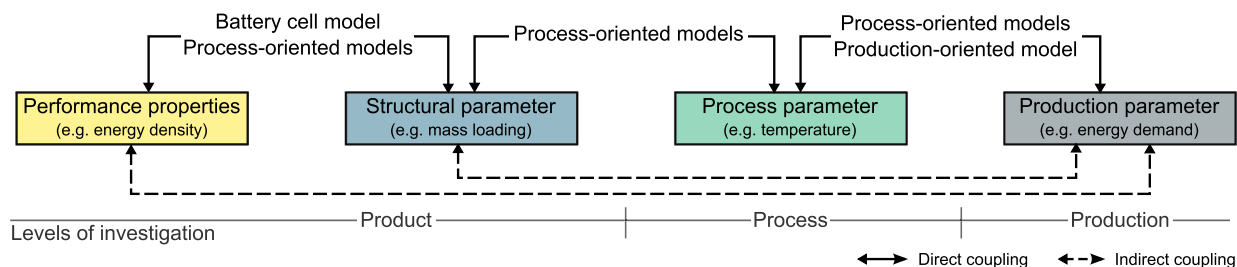 Battery cell model
Process-oriented models
Process-oriented models
Process-oriented models
Production-oriented model
Performance properties
(e.g. energy density)
Structural parameter
(e.g. mass loading)
Process parameter
(e.g. temperature)
Production parameter
(e.g. energy demand)
Product
Process
Production
Levels of investigation
Direct coupling
Indirect coupling